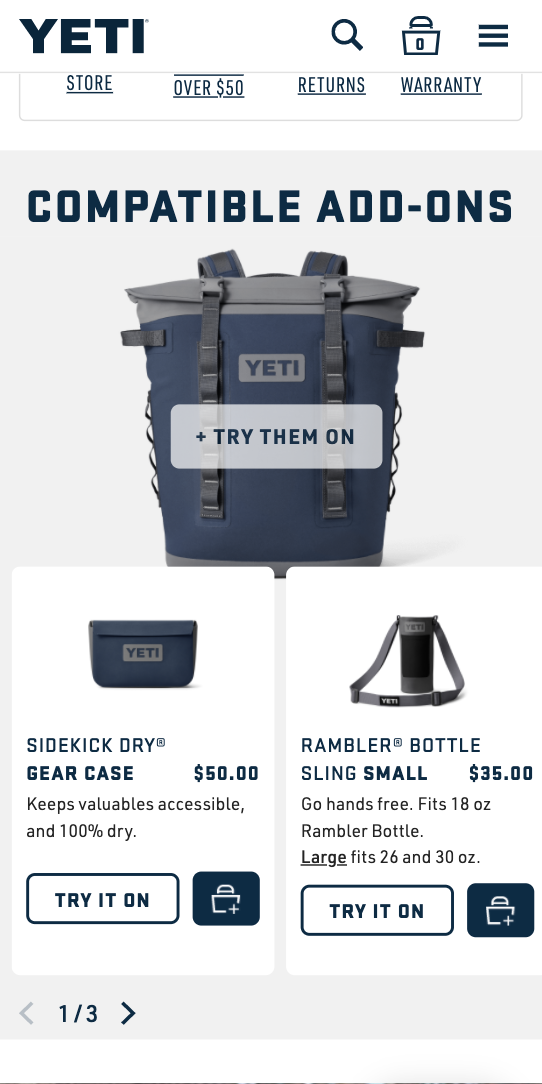 YETI
0
STORE
OVER $50
RETURNS
WARRANTY
COMPATIBLE ADD-ONS
YETI
+ TRY THEM ON
YETI
SIDEKICK DRY®
GEAR CASE $50.00
Keeps valuables accessible,
and 100% dry.
TRY IT ON
YETI
YETI
RAMBLER® BOTTLE
SLING SMALL $35.00
Go hands free. Fits 18 oz
Rambler Bottle.
Large fits 26 and 30 oz.
TRY IT ON
1 / 3